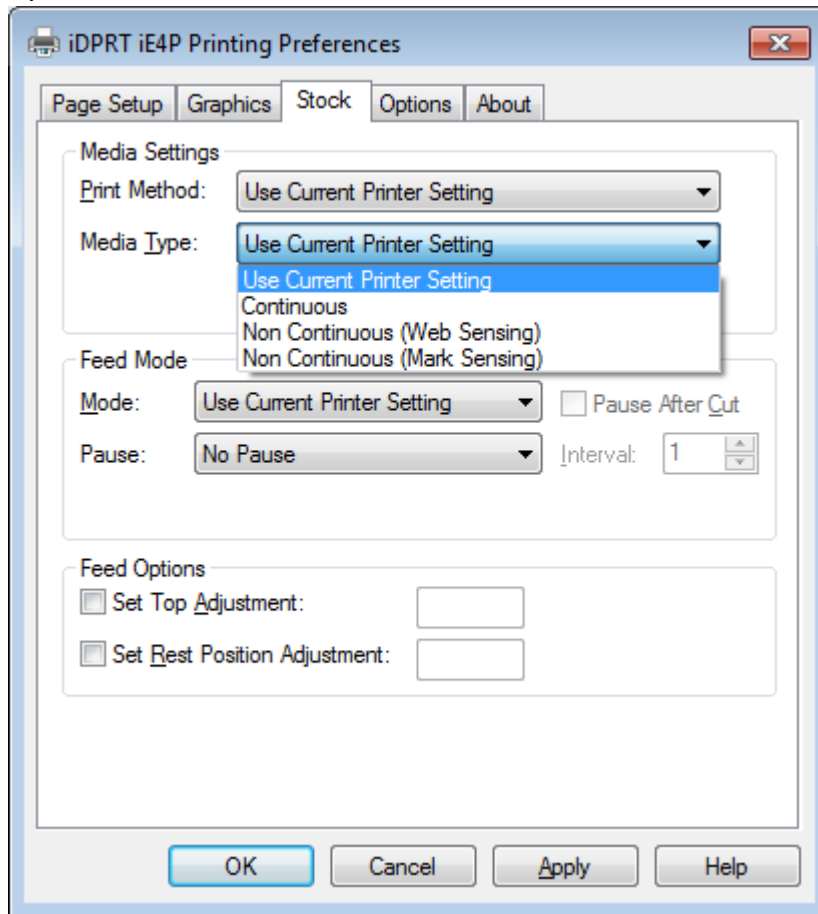 iDPRT iE4P Printing Preferences
Page Setup Graphics Stock Options About
Media Settings
Print Method: Use Current Printer Setting
Media Type: Use Current Printer Setting
Use Current Printer Setting
Continuous
Non Continuous (Web Sensing)
Non Continuous (Mark Sensing)
Feed Mode
Mode: Use Current Printer Setting Pause After Cut
Pause: No Pause Interval: 1
Feed Options
Set Top Adjustment:
Set Rest Position Adjustment:
OK Cancel Apply Help